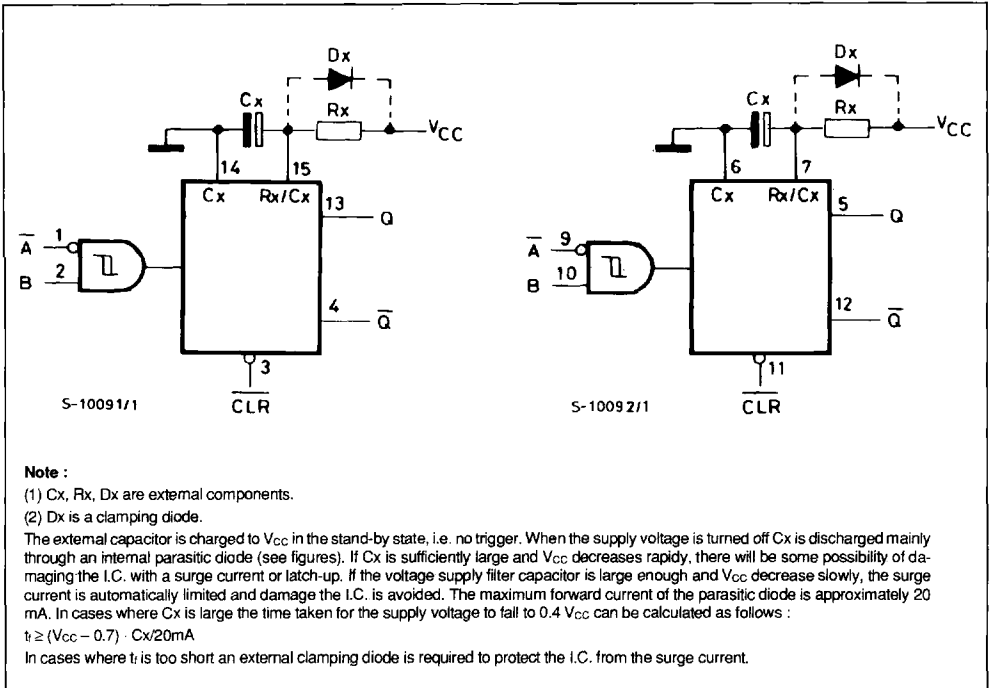 Dx
Cx
Rx
VCC
14
15
Cx
Rx/Cx
13
Q
A̅
1
B
2
4
Q̅
3
C̅L̅R̅
S-10091/1
Dx
Cx
Rx
VCC
6
7
Cx
Rx/Cx
5
Q
A̅
9
B
10
12
Q̅
11
C̅L̅R̅
S-10092/1
Note :
(1) Cx, Rx, Dx are external components.
(2) Dx is a clamping diode.
The external capacitor is charged to VCC in the stand-by state, i.e. no trigger. When the supply voltage is turned off Cx is discharged mainly
through an internal parasitic diode (see figures). If Cx is sufficiently large and VCC decreases rapidly, there will be some possibility of da-
maging the I.C. with a surge current or latch-up. If the voltage supply filter capacitor is large enough and VCC decrease slowly, the surge
current is automatically limited and damage the I.C. is avoided. The maximum forward current of the parasitic diode is approximately 20
mA. In cases where Cx is large the time taken for the supply voltage to fall to 0.4 VCC can be calculated as follows :
tf ≥ (VCC – 0.7) · Cx/20mA
In cases where tf is too short an external clamping diode is required to protect the I.C. from the surge current.